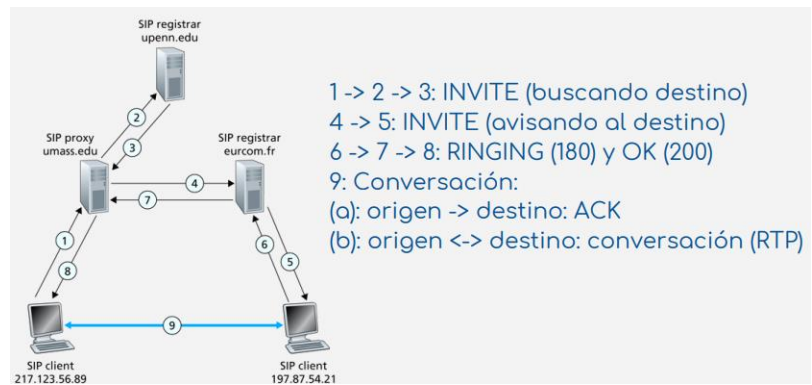 SIP registrar
upenn.edu
2
3
SIP proxy
umass.edu
SIP registrar
eurcom.fr
4
7
1
8
6
5
9
SIP client
217.123.56.89
SIP client
197.87.54.21
1 -> 2 -> 3: INVITE (buscando destino)
4 -> 5: INVITE (avisando al destino)
6 -> 7 -> 8: RINGING (180) y OK (200)
9: Conversación:
(a): origen -> destino: ACK
(b): origen <-> destino: conversación (RTP)